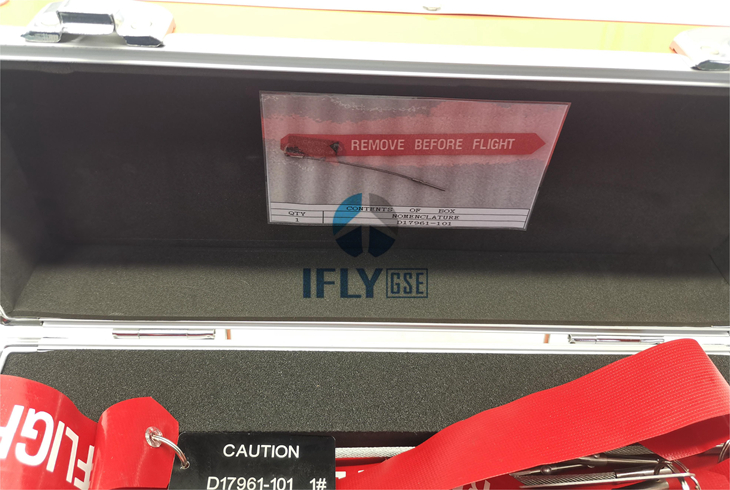 REMOVE BEFORE FLIGHT
CONTENTS OF BOX
QTY NOMENCLATURE
1 D17961-101
IFLY GSE
FLIGH
CAUTION
D17961-101 1#